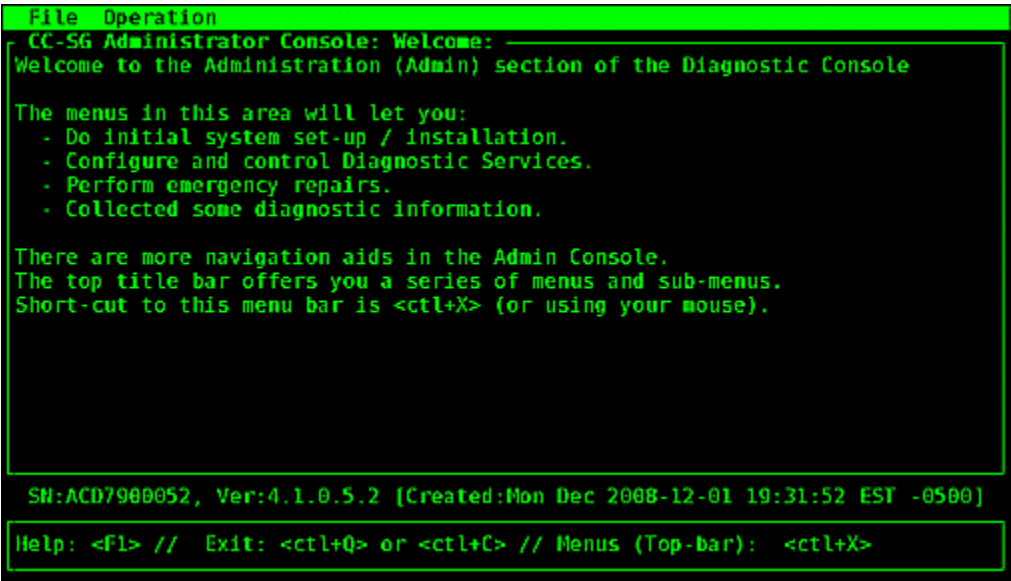 File  Operation
CC-SG Administrator Console: Welcome:
Welcome to the Administration (Admin) section of the Diagnostic Console
The menus in this area will let you:
- Do initial system set-up / installation.
- Configure and control Diagnostic Services.
- Perform emergency repairs.
- Collected some diagnostic information.
There are more navigation aids in the Admin Console.
The top title bar offers you a series of menus and sub-menus.
Short-cut to this menu bar is <ctl+X> (or using your mouse).
SN:ACD7900052, Ver:4.1.0.5.2 [Created:Mon Dec 2008-12-01 19:31:52 EST -0500]
Help: <F1> //  Exit: <ctl+Q> or <ctl+C> // Menus (Top-bar):  <ctl+X>